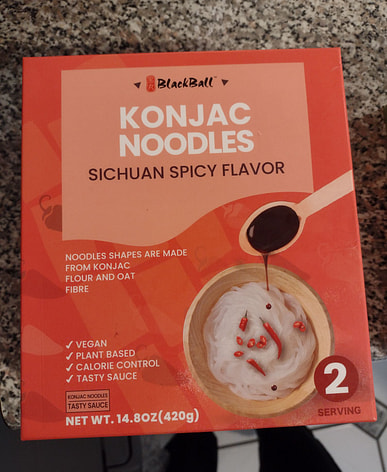 BlackBall
KONJAC
NOODLES
SICHUAN SPICY FLAVOR
NOODLES SHAPES ARE MADE
FROM KONJAC
FLOUR AND OAT
FIBRE
✓ VEGAN
✓ PLANT BASED
✓ CALORIE CONTROL
✓ TASTY SAUCE
KONJAC NOODLES
TASTY SAUCE
NET WT. 14.8OZ(420g)
2
SERVING